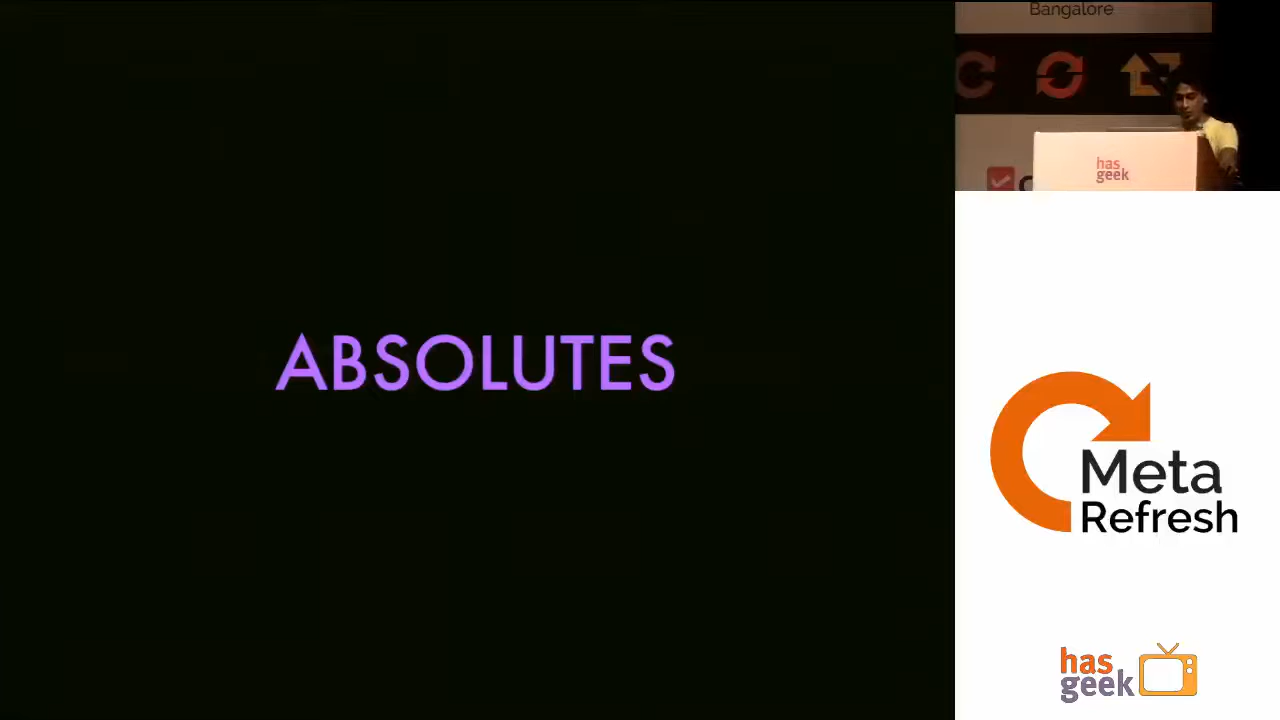 ABSOLUTES
Bangalore
has
geek
Meta
Refresh
has
geek